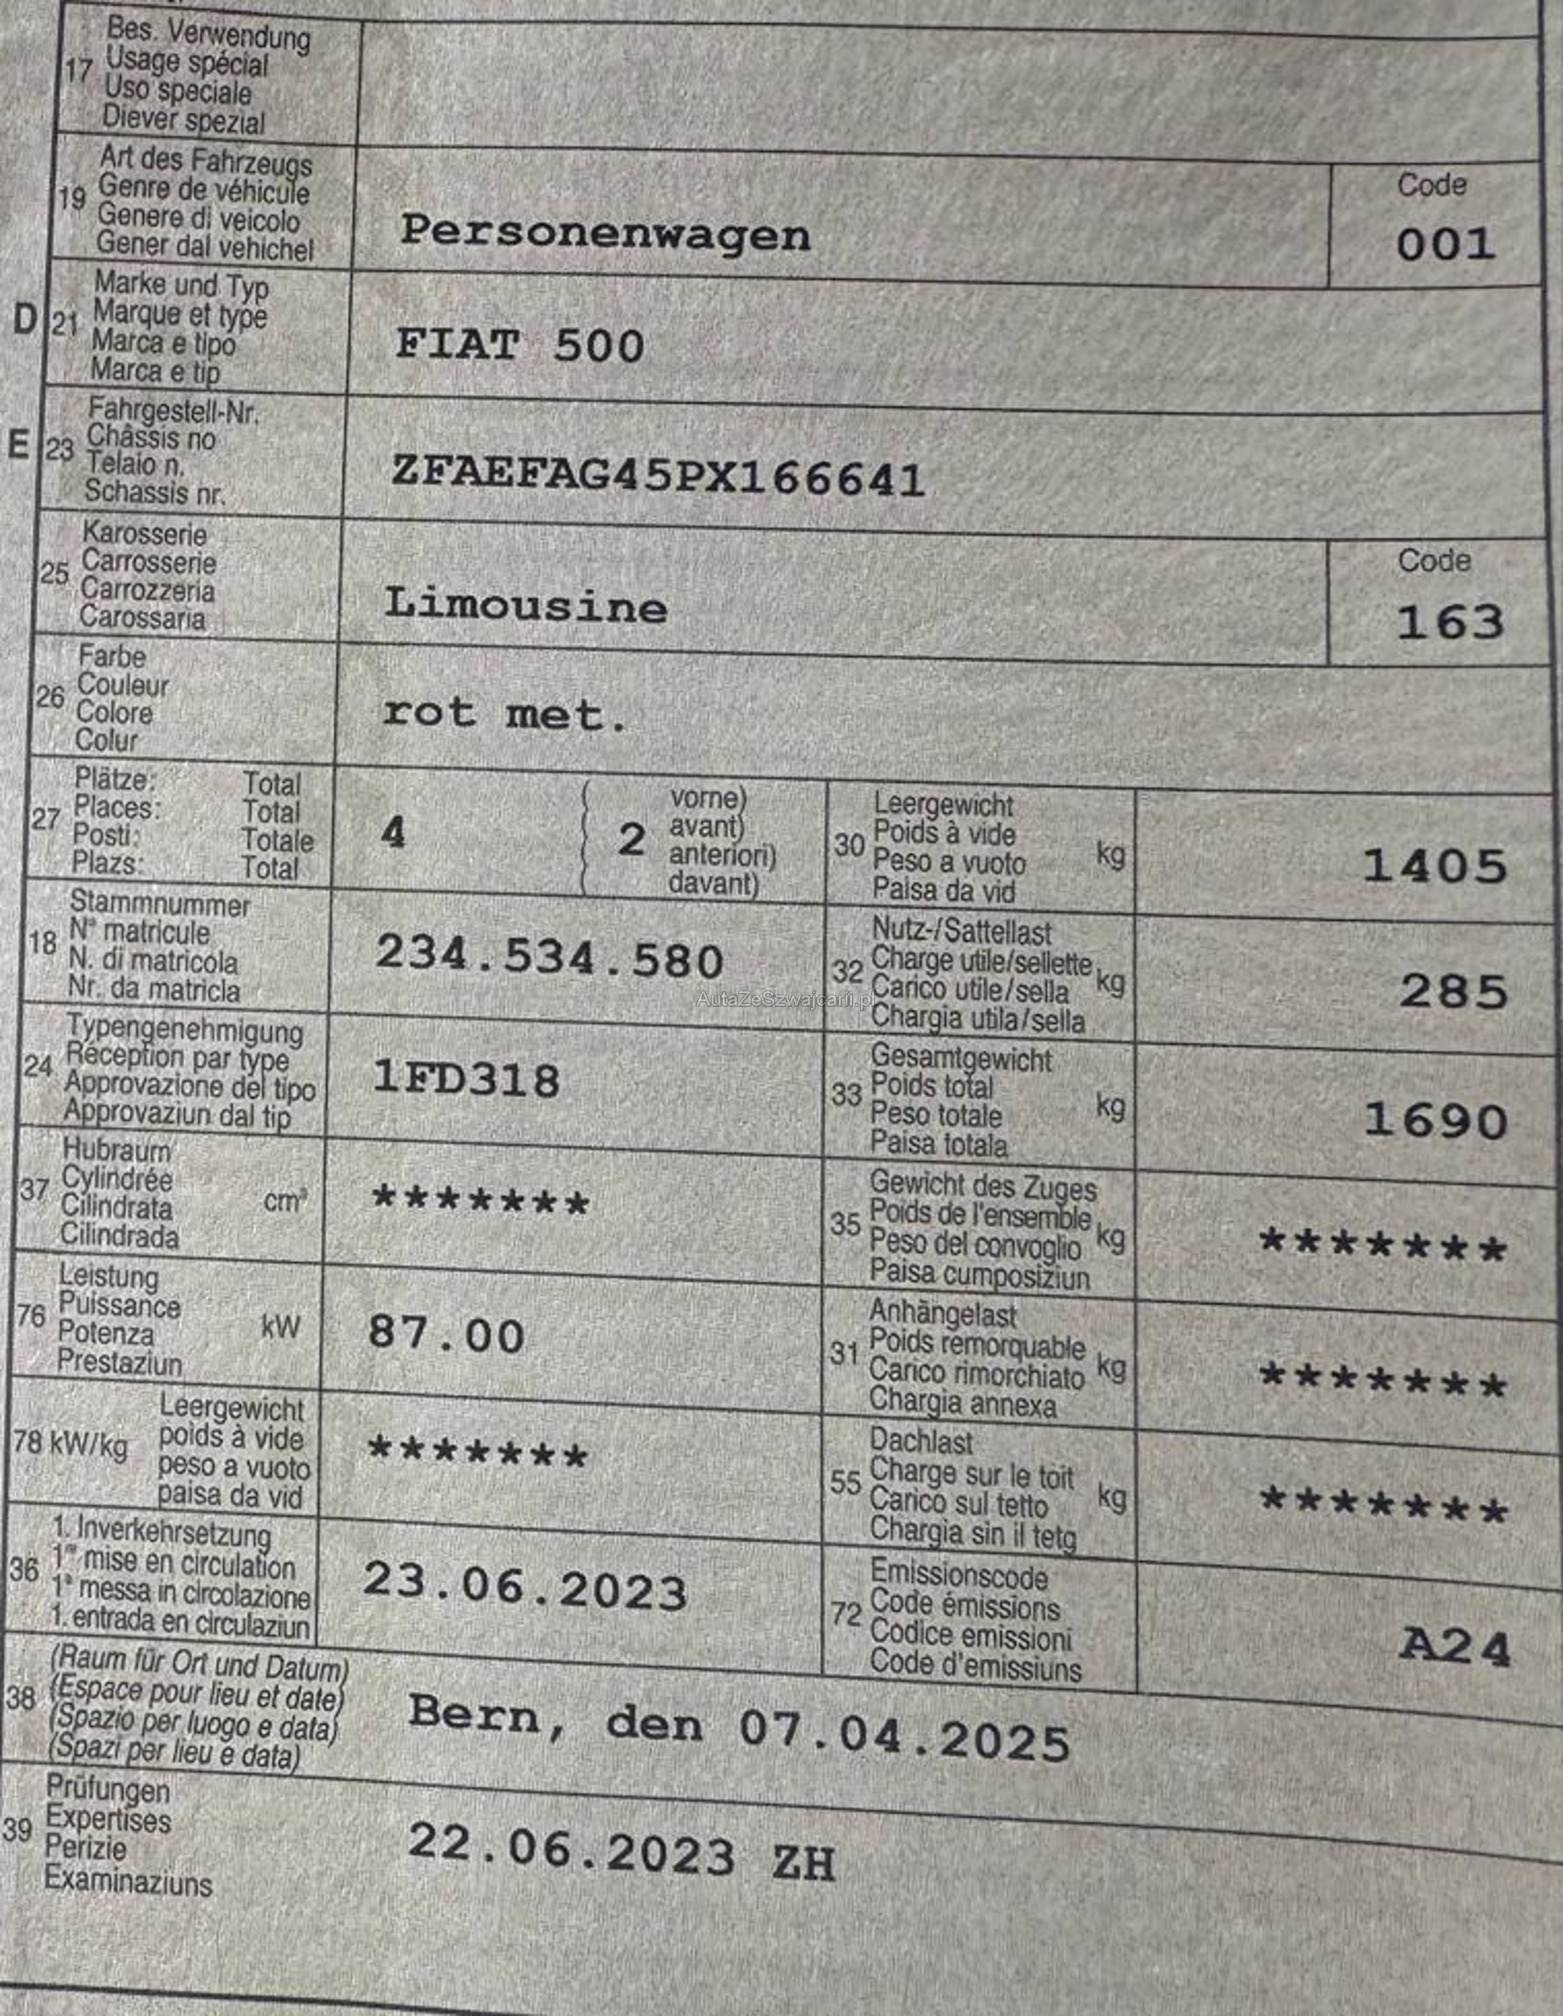 17 Bes. Verwendung
Usage spécial
Uso speciale
Diever spezial
19 Art des Fahrzeugs
Genre de véhicule
Genere di veicolo
Gener dal vehichel
Personenwagen
Code
001
D 21 Marke und Typ
Marque et type
Marca e tipo
Marca e tip
FIAT 500
E 23 Fahrgestell-Nr.
Châssis no
Telaio n.
Schassis nr.
ZFAEFAG45PX166641
25 Karosserie
Carrosserie
Carrozzeria
Carossaria
Limousine
Code
163
26 Farbe
Couleur
Colore
Colur
rot met.
27 Plätze: Total
Places: Total
Posti: Totale
Plazs: Total
4
( 2 vorne)
( avant)
( anteriori)
( davant)
30 Leergewicht
Poids à vide
Peso a vuoto
Paisa da vid
kg
1405
18 Stammnummer
N° matricule
N. di matricola
Nr. da matricla
234.534.580
32 Nutz-/Sattellast
Charge utile/sellette
Carico utile/sella
Chargia utila/sella
kg
285
AutaZeSzwajcarii.pl
24 Typengenehmigung
Réception par type
Approvazione del tipo
Approvaziun dal tip
1FD318
33 Gesamtgewicht
Poids total
Peso totale
Paisa totala
kg
1690
37 Hubraum
Cylindrée
Cilindrata
Cilindrada
cm³
*******
35 Gewicht des Zuges
Poids de l'ensemble
Peso del convoglio
Paisa cumposiziun
kg
*******
76 Leistung
Puissance
Potenza
Prestaziun
kW
87.00
31 Anhängelast
Poids remorquable
Carico rimorchiato
Chargia annexa
kg
*******
78 kW/kg Leergewicht
poids à vide
peso a vuoto
paisa da vid
*******
55 Dachlast
Charge sur le toit
Carico sul tetto
Chargia sin il tetg
kg
*******
36 1. Inverkehrsetzung
1re mise en circulation
1a messa in circolazione
1. entrada en circulaziun
23.06.2023
72 Emissionscode
Code émissions
Codice emissioni
Code d'emissiuns
A24
38 (Raum für Ort und Datum)
(Espace pour lieu et date)
(Spazio per luogo e data)
(Spazi per lieu e data)
Bern, den 07.04.2025
39 Prüfungen
Expertises
Perizie
Examinaziuns
22.06.2023 ZH